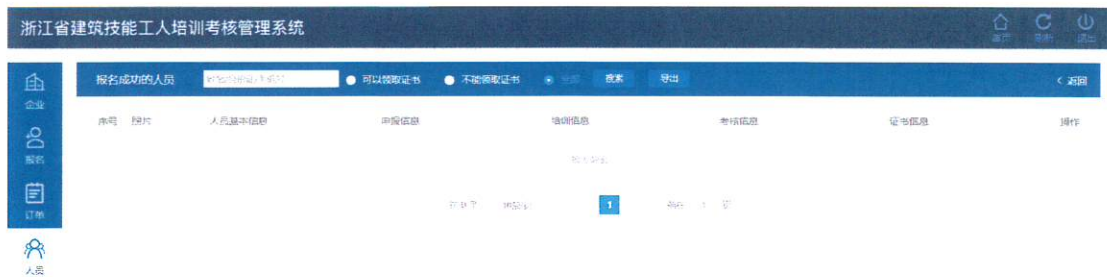 浙江省建筑技能工人培训考核管理系统
首页 刷新 退出
企业
报名
订单
人员
报名成功的人员 可以领取证书 不能领取证书 全部 搜索 导出 < 返回
序号 照片 人员基本信息 申报信息 培训信息 考核信息 证书信息 操作
1